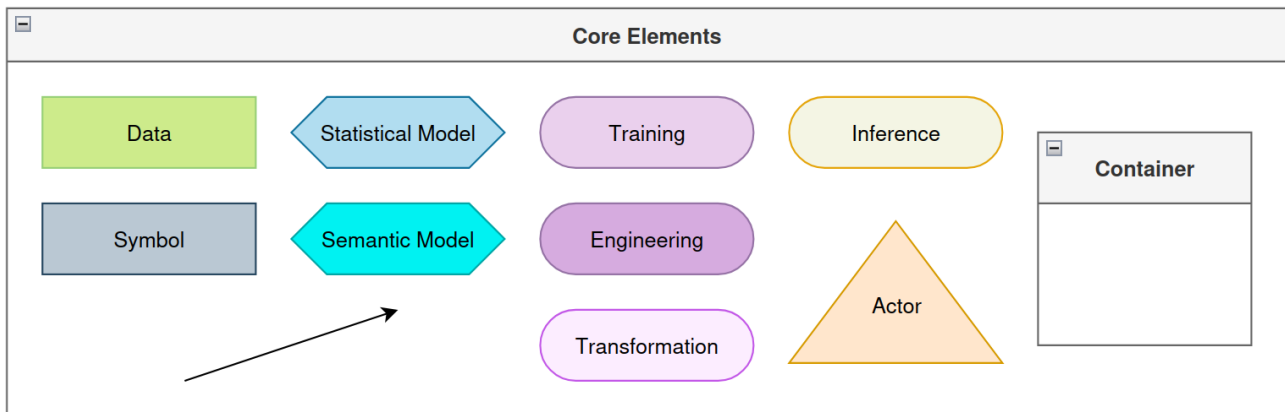 Core Elements
Data
Statistical Model
Training
Inference
Container
Symbol
Semantic Model
Engineering
Actor
Transformation